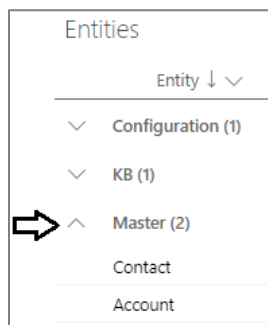 Entities
Entity ↓
Configuration (1)
KB (1)
Master (2)
Contact
Account